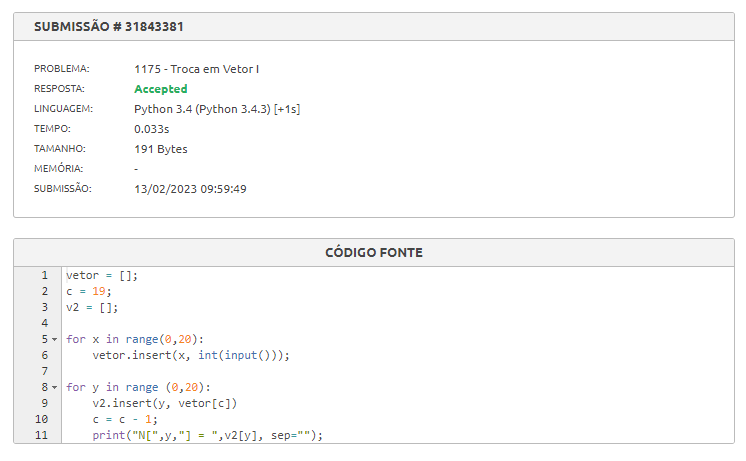 SUBMISSÃO # 31843381
PROBLEMA: 1175 - Troca em Vetor I
RESPOSTA: Accepted
LINGUAGEM: Python 3.4 (Python 3.4.3) [+1s]
TEMPO: 0.033s
TAMANHO: 191 Bytes
MEMÓRIA: -
SUBMISSÃO: 13/02/2023 09:59:49
CÓDIGO FONTE
1 vetor = [];
2 c = 19;
3 v2 = [];
4
5 for x in range(0,20):
6     vetor.insert(x, int(input()));
7
8 for y in range (0,20):
9     v2.insert(y, vetor[c])
10     c = c - 1;
11     print("N[",y,"] = ",v2[y], sep="");